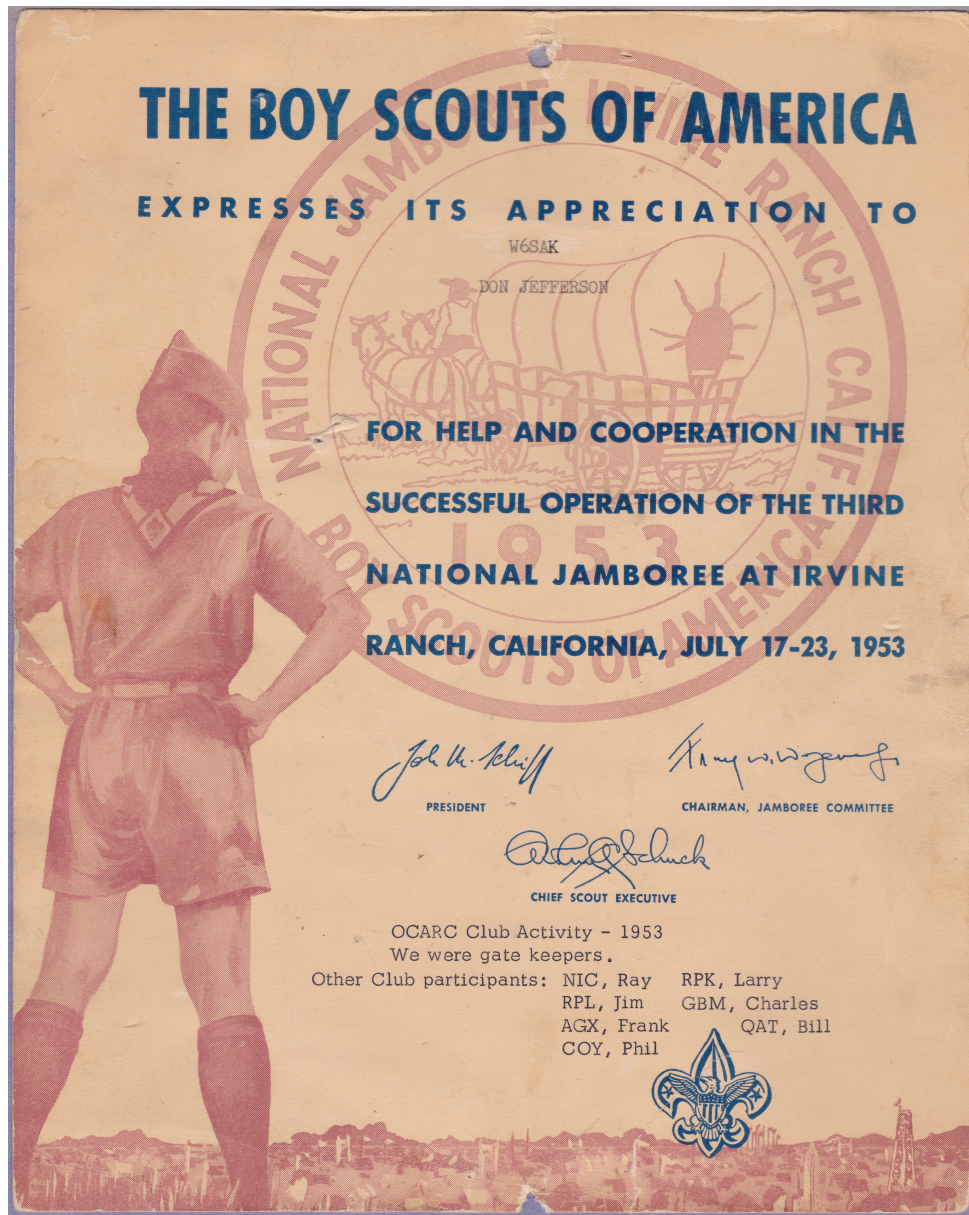 THE BOY SCOUTS OF AMERICA
EXPRESSES ITS APPRECIATION TO
W6SAK
DON JEFFERSON
NATIONAL JAMBOREE IRVINE RANCH CALIF.
FOR HELP AND COOPERATION IN THE
SUCCESSFUL OPERATION OF THE THIRD
1953
NATIONAL JAMBOREE AT IRVINE
BOY SCOUTS OF AMERICA
RANCH, CALIFORNIA, JULY 17-23, 1953
John M. Schiff
PRESIDENT
CHAIRMAN, JAMBOREE COMMITTEE
Schuck
CHIEF SCOUT EXECUTIVE
OCARC Club Activity - 1953
We were gate keepers.
Other Club participants: NIC, Ray RPK, Larry
RPL, Jim GBM, Charles
AGX, Frank QAT, Bill
COY, Phil